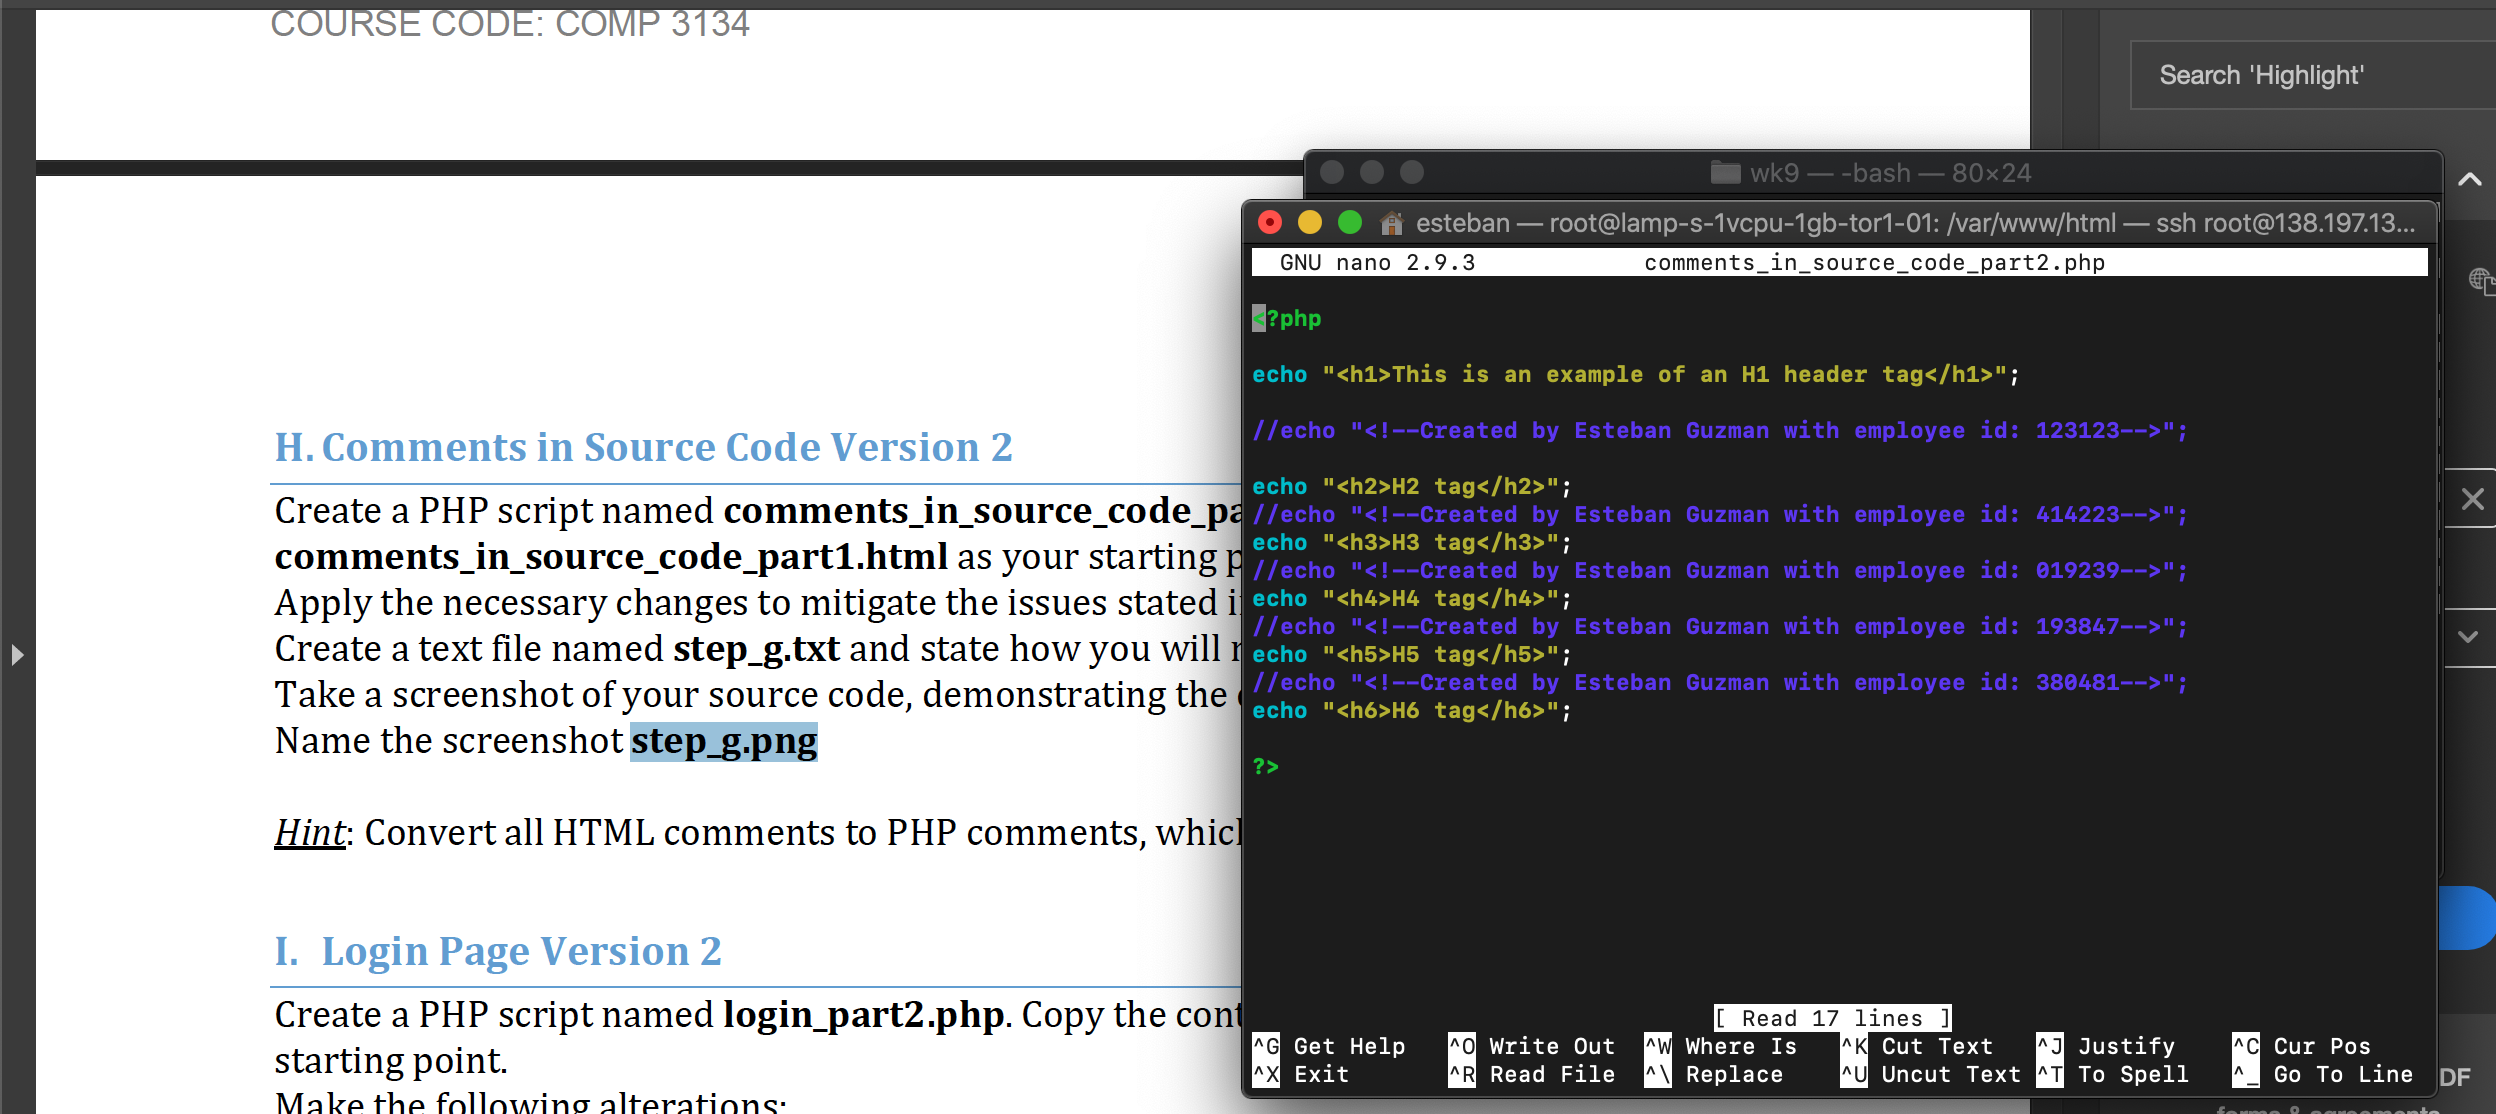 COURSE CODE: COMP 3134
Search 'Highlight'
wk9 — -bash — 80×24
esteban — root@lamp-s-1vcpu-1gb-tor1-01: /var/www/html — ssh root@138.197.13...
GNU nano 2.9.3 comments_in_source_code_part2.php
<?php
echo "<h1>This is an example of an H1 header tag</h1>";
//echo "<!--Created by Esteban Guzman with employee id: 123123-->";
echo "<h2>H2 tag</h2>";
//echo "<!--Created by Esteban Guzman with employee id: 414223-->";
echo "<h3>H3 tag</h3>";
//echo "<!--Created by Esteban Guzman with employee id: 019239-->";
echo "<h4>H4 tag</h4>";
//echo "<!--Created by Esteban Guzman with employee id: 193847-->";
echo "<h5>H5 tag</h5>";
//echo "<!--Created by Esteban Guzman with employee id: 380481-->";
echo "<h6>H6 tag</h6>";
?>
[ Read 17 lines ]
^G Get Help ^O Write Out ^W Where Is ^K Cut Text ^J Justify ^C Cur Pos
^X Exit ^R Read File ^\ Replace ^U Uncut Text ^T To Spell ^_ Go To Line
H. Comments in Source Code Version 2
Create a PHP script named comments_in_source_code_pa
comments_in_source_code_part1.html as your starting p
Apply the necessary changes to mitigate the issues stated i
Create a text file named step_g.txt and state how you will
Take a screenshot of your source code, demonstrating the
Name the screenshot step_g.png
Hint: Convert all HTML comments to PHP comments, whic
I. Login Page Version 2
Create a PHP script named login_part2.php. Copy the cont
starting point.
Make the following alterations:
DF
forms & agreements